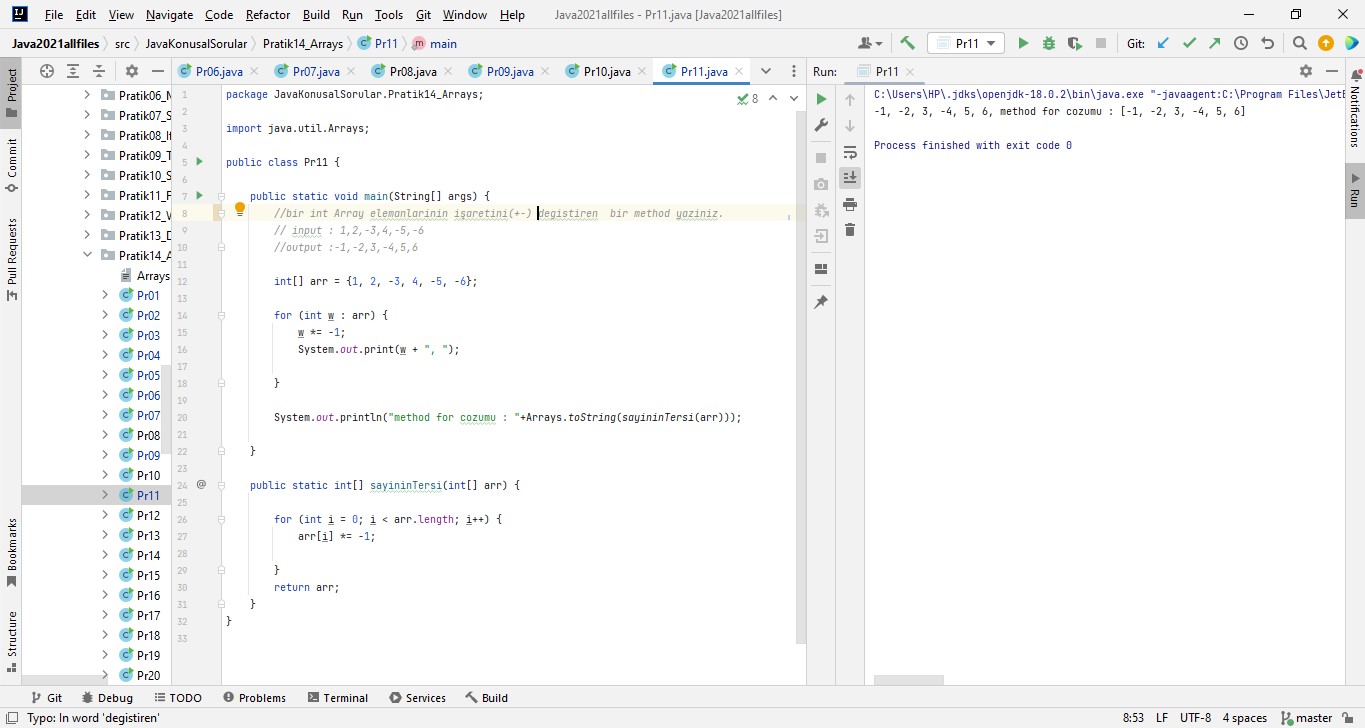 File Edit View Navigate Code Refactor Build Run Tools Git Window Help Java2021allfiles - Pr11.java [Java2021allfiles]
Java2021allfiles src JavaKonusalSorular Pratik14_Arrays Pr11 main Pr11 Git:
Pr06.java Pr07.java Pr08.java Pr09.java Pr10.java Pr11.java Run: Pr11
Project
Commit
Pull Requests
Bookmarks
Structure
Pratik06_
Pratik07_S
Pratik08_I
Pratik09_T
Pratik10_S
Pratik11_F
Pratik12_
Pratik13_D
Pratik14_A
Arrays
Pr01
Pr02
Pr03
Pr04
Pr05
Pr06
Pr07
Pr08
Pr09
Pr10
Pr11
Pr12
Pr13
Pr14
Pr15
Pr16
Pr17
Pr18
Pr19
Pr20
8
1 package JavaKonusalSorular.Pratik14_Arrays;
2
3 import java.util.Arrays;
4
5 public class Pr11 {
6
7 public static void main(String[] args) {
8 //bir int Array elemanlarinin işaretini(+-) degistiren  bir method yaziniz.
9 // input : 1,2,-3,4,-5,-6
10 //output :-1,-2,3,-4,5,6
11
12 int[] arr = {1, 2, -3, 4, -5, -6};
13
14 for (int w : arr) {
15 w *= -1;
16 System.out.print(w + ", ");
17
18 }
19
20 System.out.println("method for cozumu : "+Arrays.toString(sayininTersi(arr)));
21
22 }
23
24 @ public static int[] sayininTersi(int[] arr) {
25
26 for (int i = 0; i < arr.length; i++) {
27 arr[i] *= -1;
28
29 }
30 return arr;
31 }
32 }
33
C:\Users\HP\.jdks\openjdk-18.0.2\bin\java.exe "-javaagent:C:\Program Files\JetB
-1, -2, 3, -4, 5, 6, method for cozumu : [-1, -2, 3, -4, 5, 6]
Process finished with exit code 0
Notifications
Run
Git Debug TODO Problems Terminal Services Build
Typo: In word 'degistiren' 8:53 LF UTF-8 4 spaces master